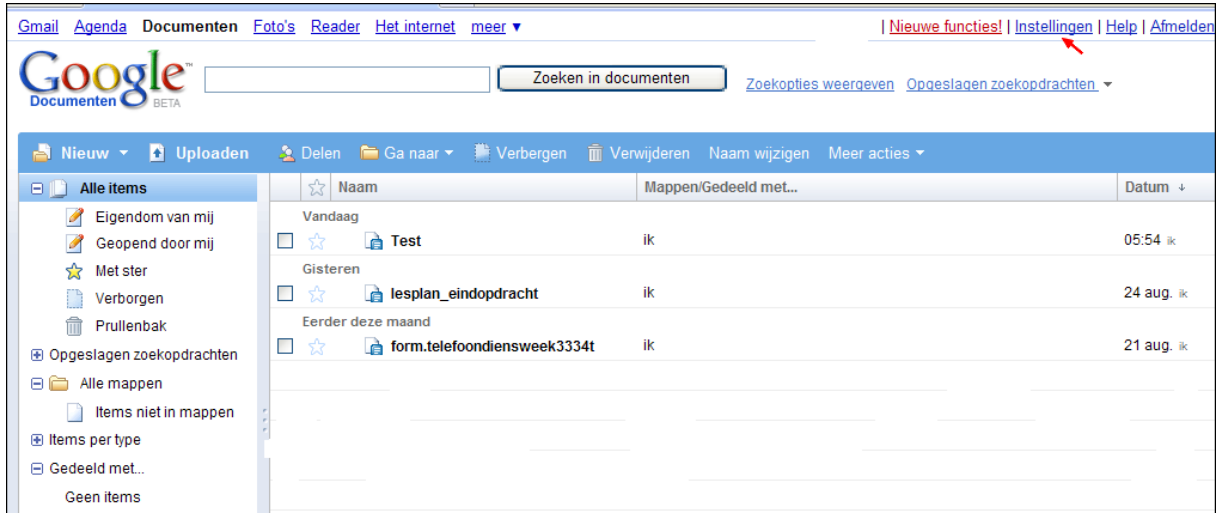 Gmail Agenda Documenten Foto's Reader Het internet meer ▼ | Nieuwe functies! | Instellingen | Help | Afmelden
Google™
Documenten BETA
Zoeken in documenten Zoekopties weergeven Opgeslagen zoekopdrachten
Nieuw Uploaden Delen Ga naar Verbergen Verwijderen Naam wijzigen Meer acties
Alle items
Eigendom van mij
Geopend door mij
Met ster
Verborgen
Prullenbak
Opgeslagen zoekopdrachten
Alle mappen
Items niet in mappen
Items per type
Gedeeld met...
Geen items
Naam Mappen/Gedeeld met... Datum ↓
Vandaag
Test ik 05:54 ik
Gisteren
lesplan_eindopdracht ik 24 aug. ik
Eerder deze maand
form.telefoondiensweek3334t ik 21 aug. ik